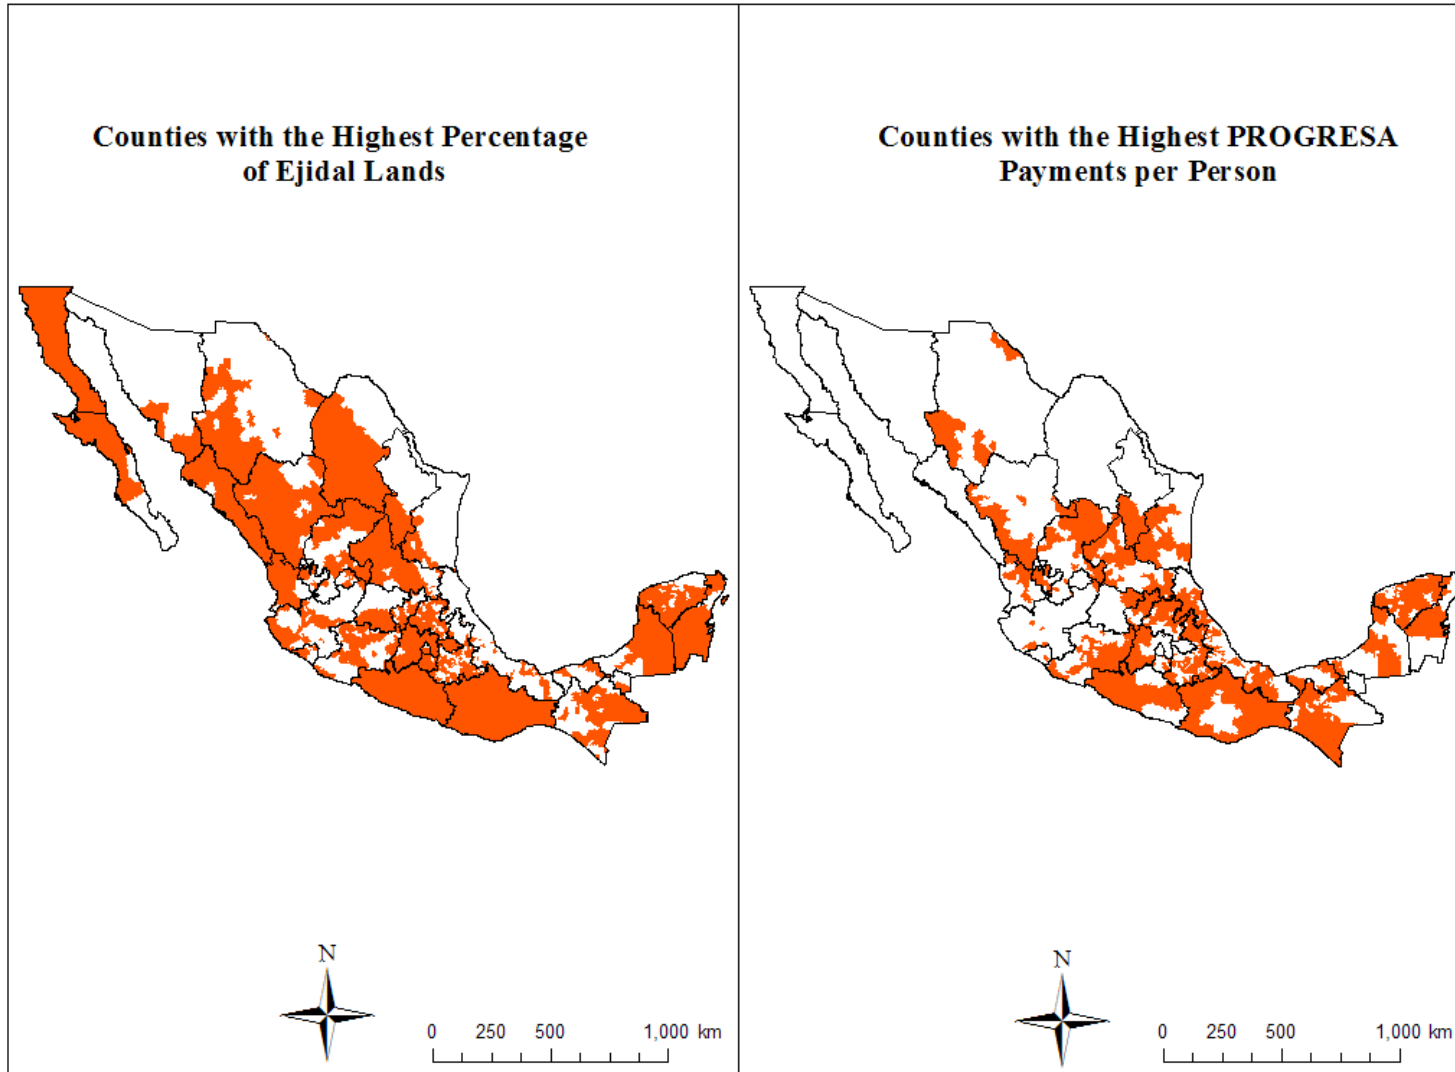 Counties with the Highest Percentage
of Ejidal Lands
N
0 250 500 1,000 km
Counties with the Highest PROGRESA
Payments per Person
N
0 250 500 1,000 km